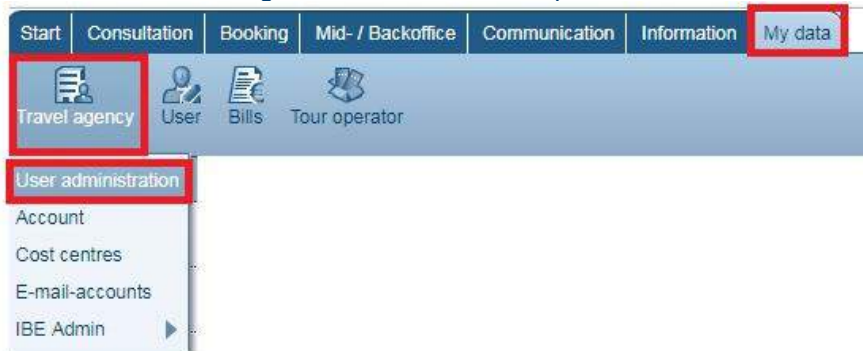 Start Consultation Booking Mid- / Backoffice Communication Information My data
Travel agency User Bills Tour operator
User administration
Account
Cost centres
E-mail-accounts
IBE Admin